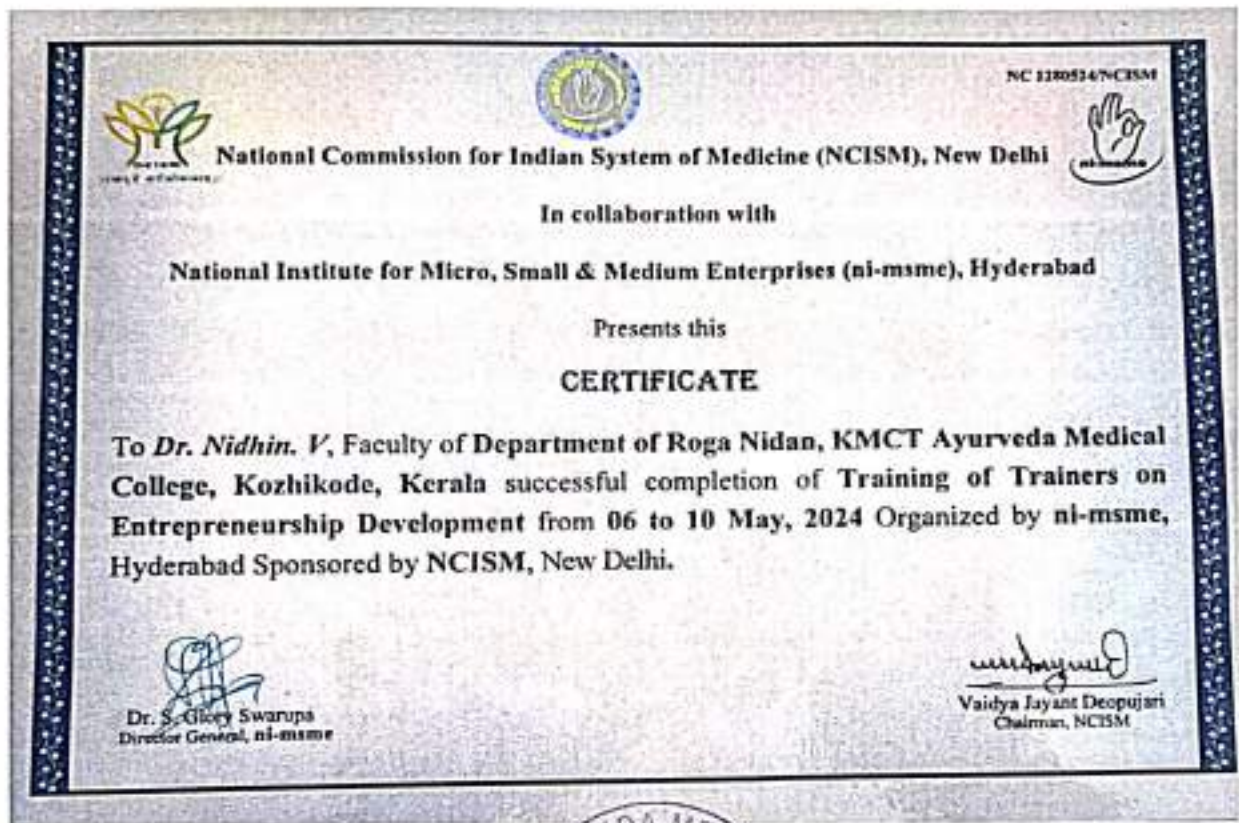 NC 1180514/NCISM
National Commission for Indian System of Medicine (NCISM), New Delhi
ni-msme
In collaboration with
National Institute for Micro, Small & Medium Enterprises (ni-msme), Hyderabad
Presents this
CERTIFICATE
To Dr. Nidhin. V, Faculty of Department of Roga Nidan, KMCT Ayurveda Medical
College, Kozhikode, Kerala successful completion of Training of Trainers on
Entrepreneurship Development from 06 to 10 May, 2024 Organized by ni-msme,
Hyderabad Sponsored by NCISM, New Delhi.
Dr. S. Glory Swarupa
Director General, ni-msme
Vaidya Jayant Deopujari
Chairman, NCISM